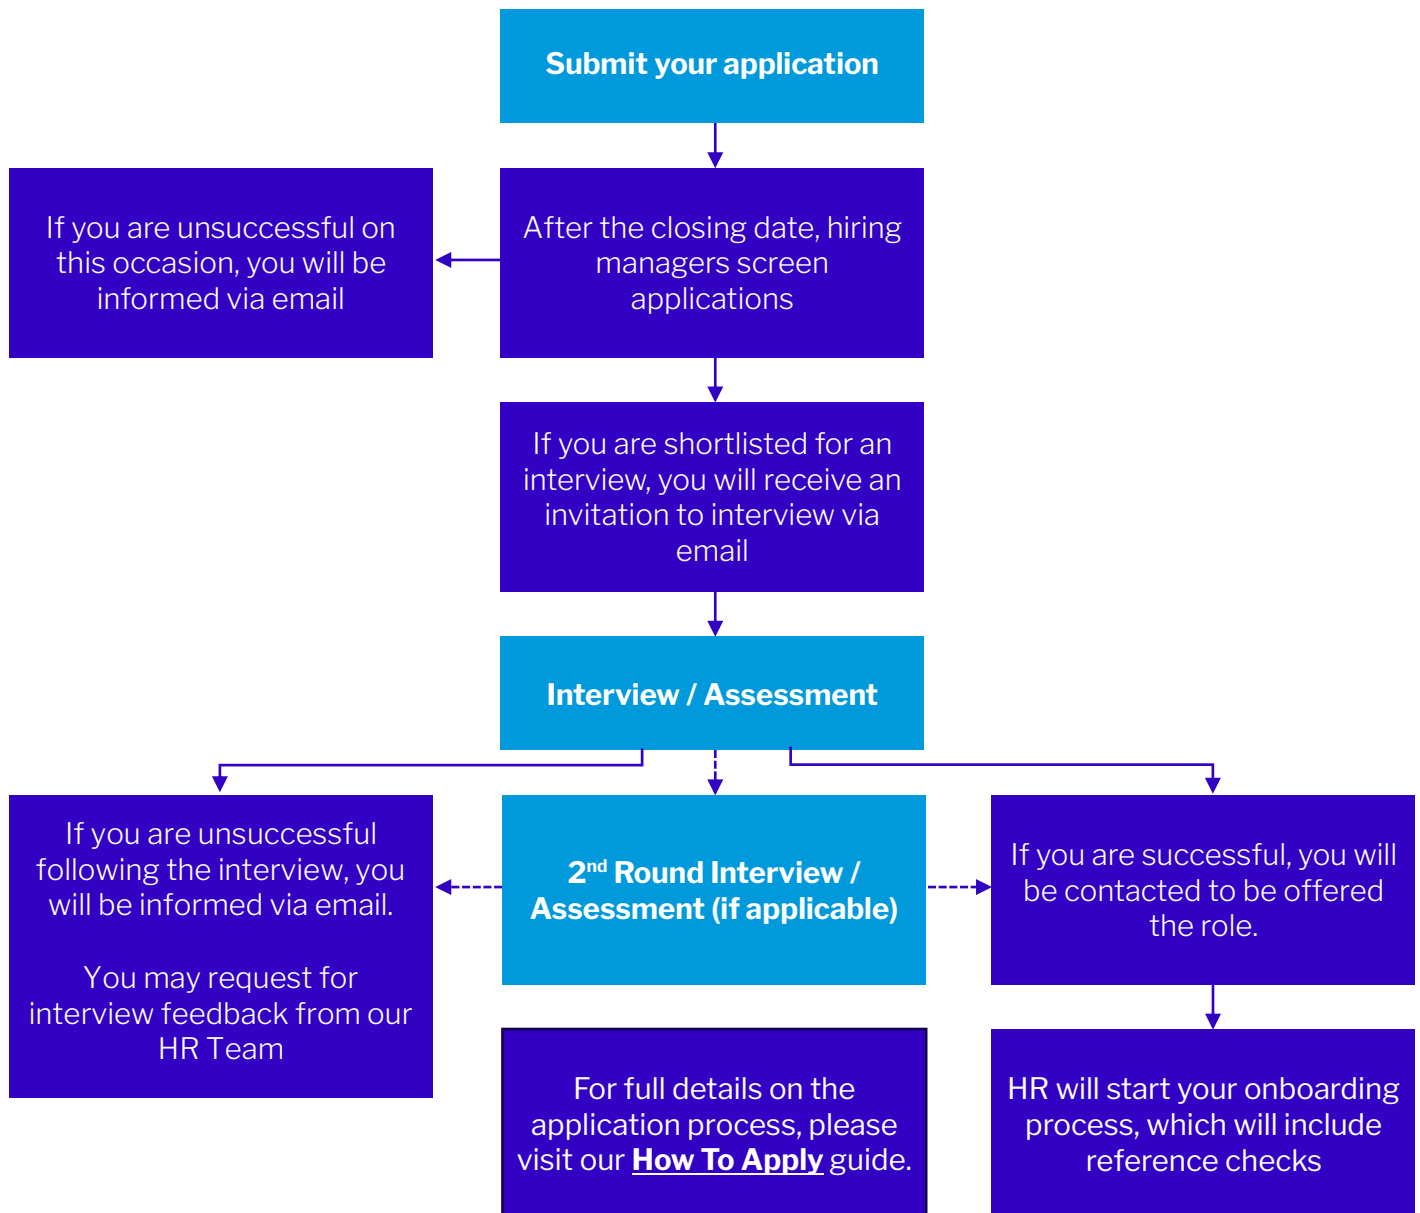 Submit your application
If you are unsuccessful on
this occasion, you will be
informed via email
After the closing date, hiring
managers screen
applications
If you are shortlisted for an
interview, you will receive an
invitation to interview via
email
Interview / Assessment
If you are unsuccessful
following the interview, you
will be informed via email.
You may request for
interview feedback from our
HR Team
2nd Round Interview /
Assessment (if applicable)
If you are successful, you will
be contacted to be offered
the role.
For full details on the
application process, please
visit our How To Apply guide.
HR will start your onboarding
process, which will include
reference checks